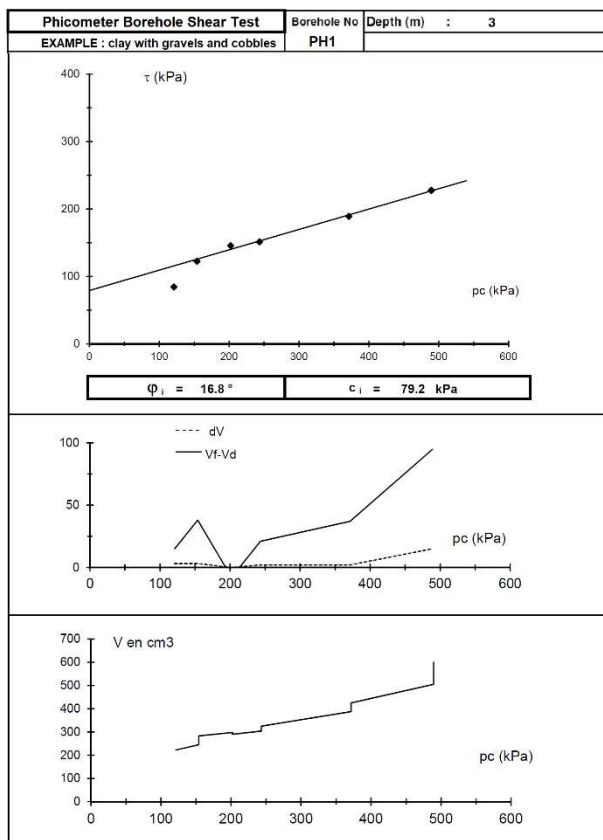 Phicometer Borehole Shear Test
Borehole No
Depth (m) : 3
EXAMPLE : clay with gravels and cobbles
PH1
τ (kPa)
400
300
200
100
0
pc (kPa)
0 100 200 300 400 500 600
φ i = 16.8 °
c i = 79.2 kPa
100
50
0
dV
Vf-Vd
pc (kPa)
0 100 200 300 400 500 600
V en cm3
700
600
500
400
300
200
100
0
pc (kPa)
0 100 200 300 400 500 600